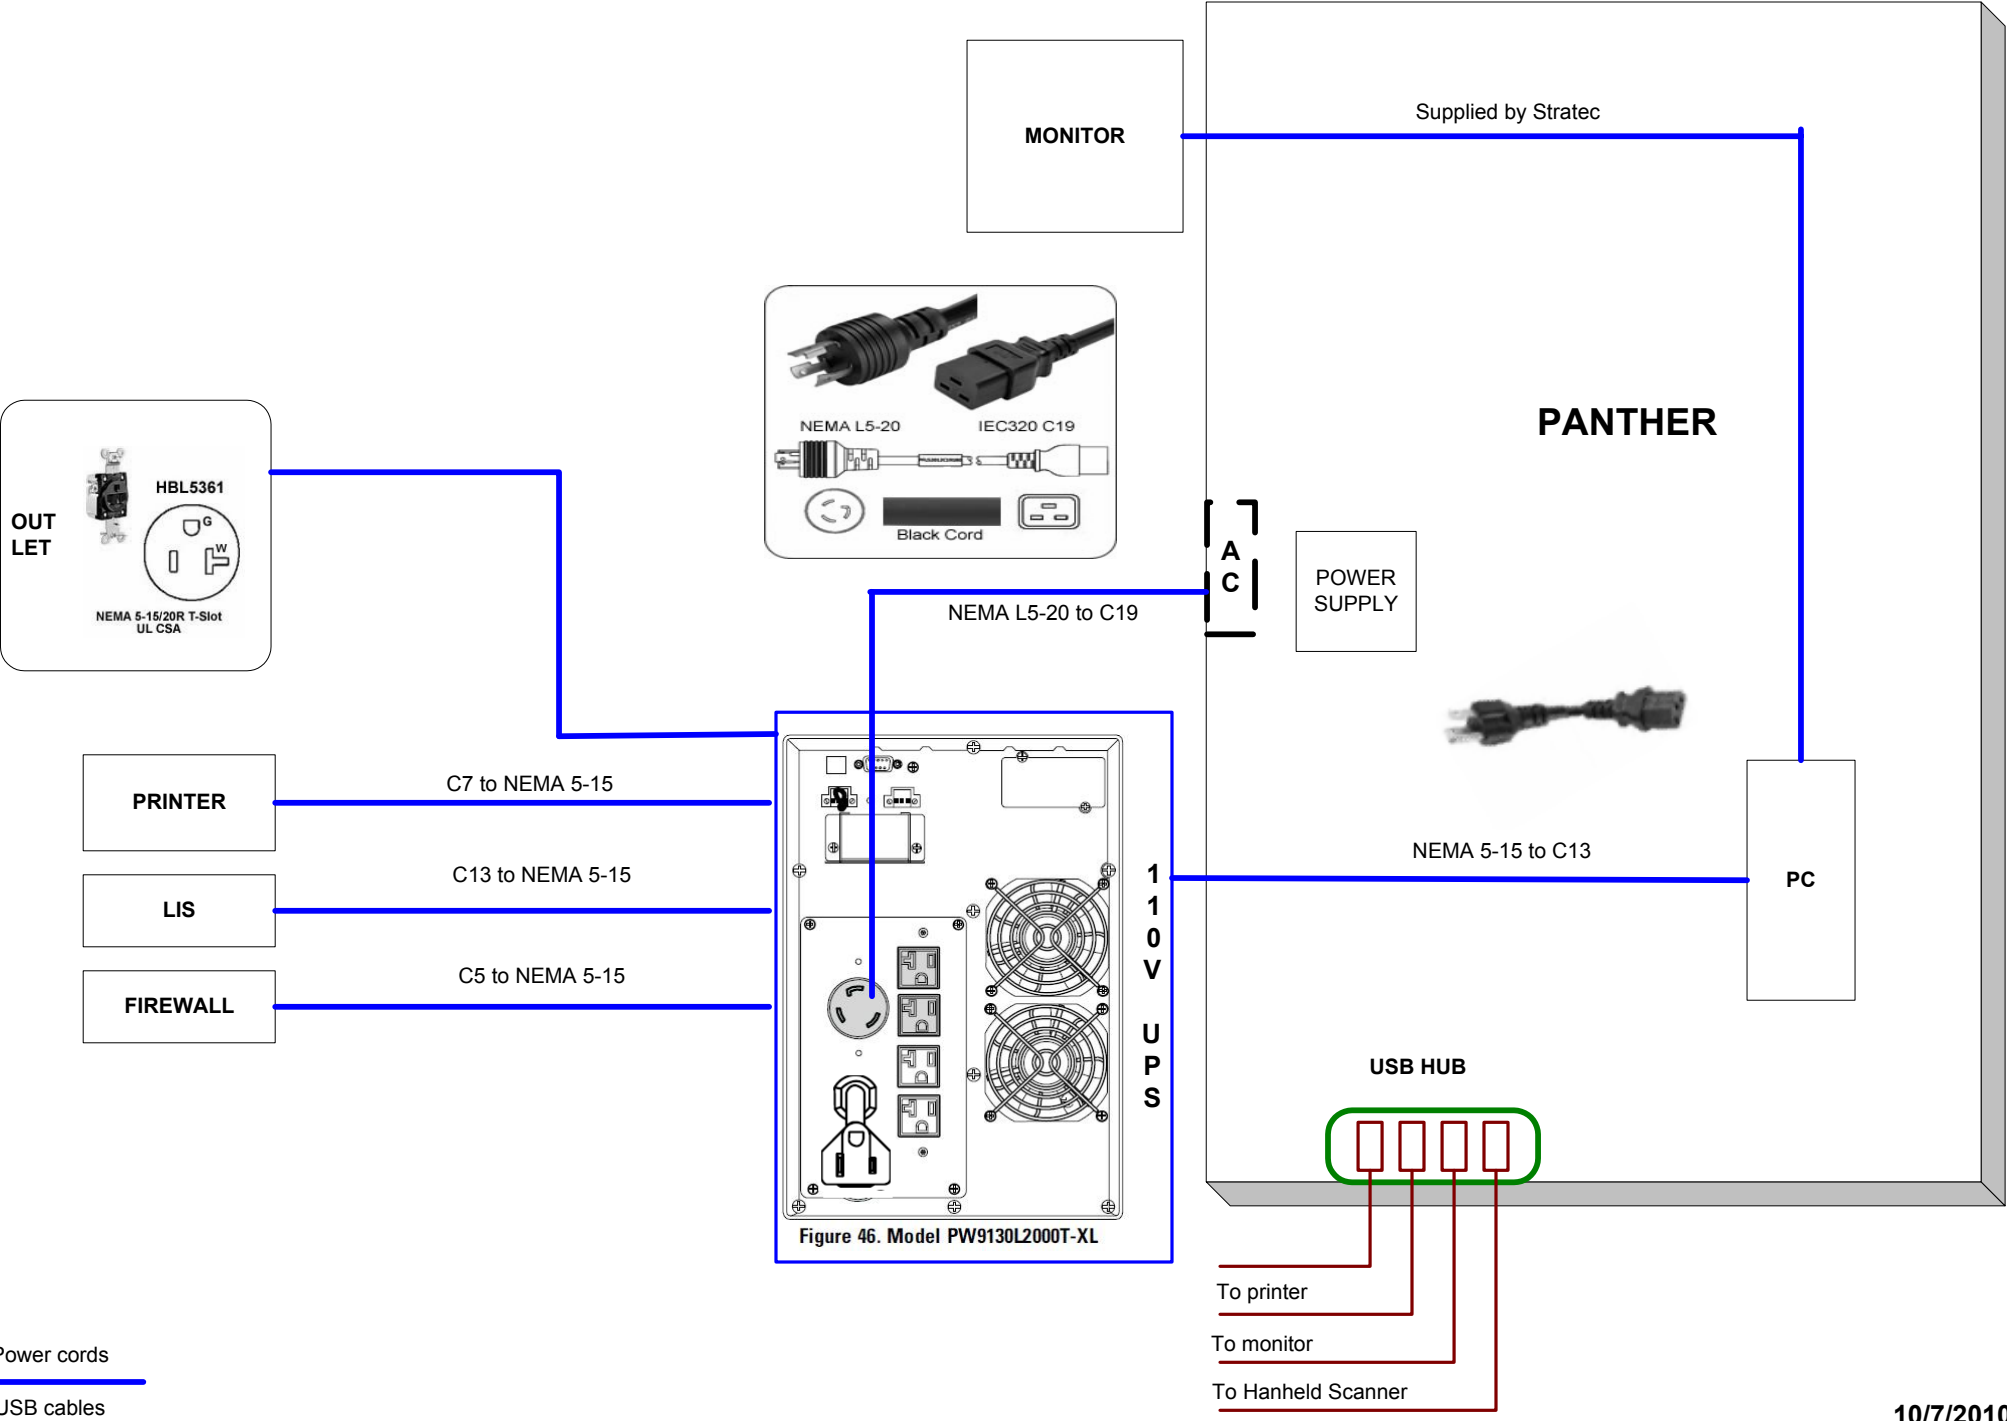 MONITOR
Supplied by Stratec
PANTHER
NEMA L5-20
IEC320 C19
Black Cord
OUT
LET
HBL5361
G
W
NEMA 5-15/20R T-Slot
UL CSA
A
C
POWER
SUPPLY
NEMA L5-20 to C19
PRINTER
C7 to NEMA 5-15
LIS
C13 to NEMA 5-15
FIREWALL
C5 to NEMA 5-15
1
1
0
V
U
P
S
NEMA 5-15 to C13
PC
USB HUB
Figure 46. Model PW9130L2000T-XL
To printer
To monitor
To Hanheld Scanner
Power cords
USB cables
10/7/2010